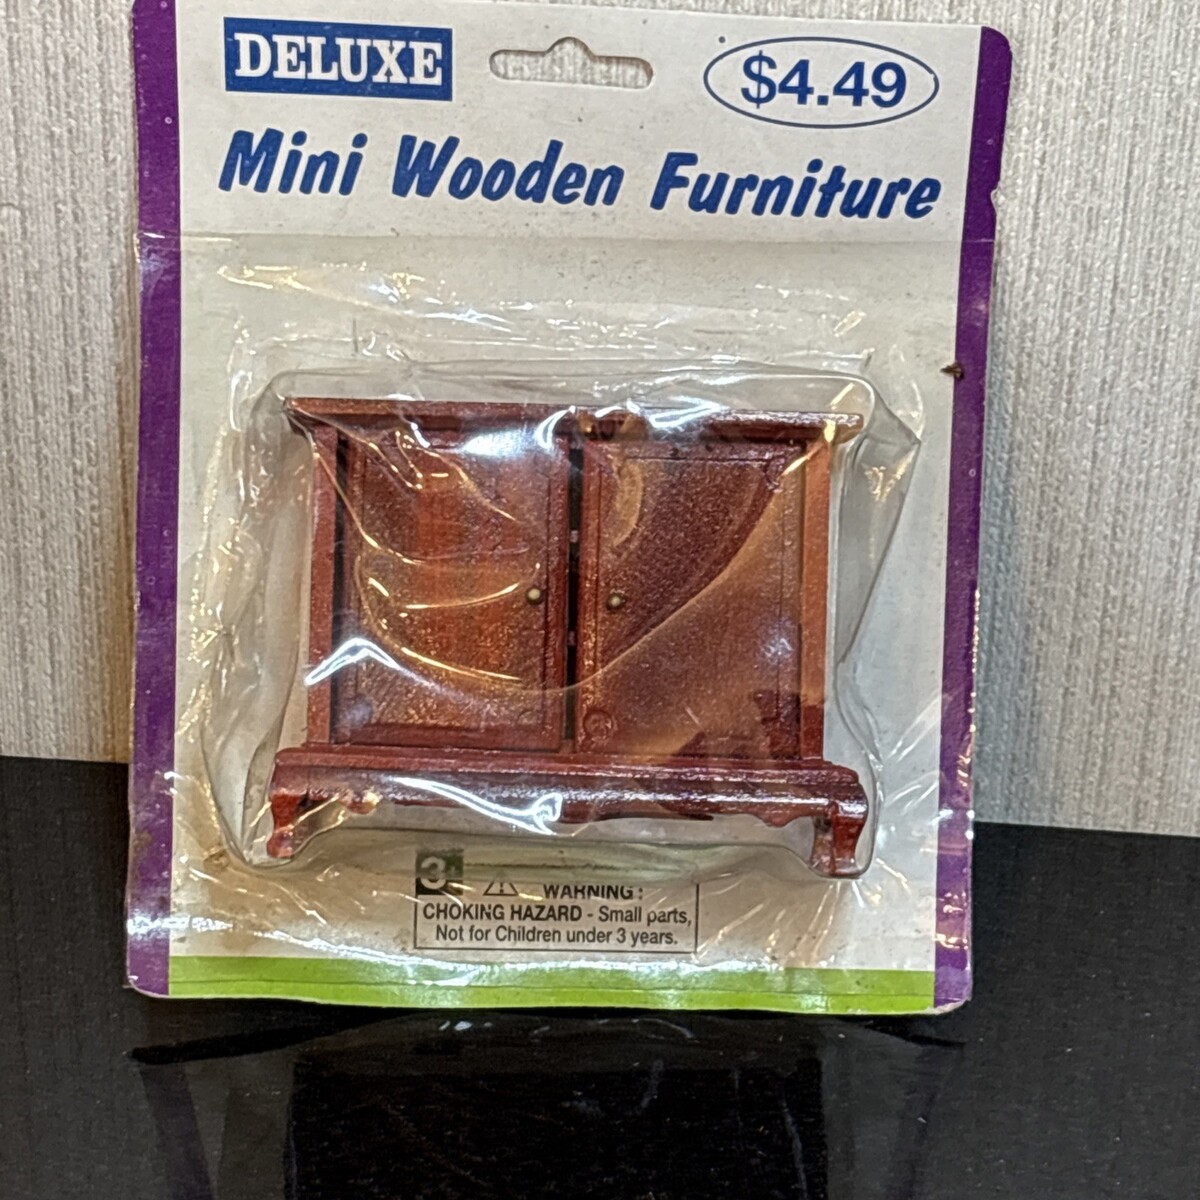 DELUXE
$4.49
Mini Wooden Furniture
3+
WARNING :
CHOKING HAZARD - Small parts,
Not for Children under 3 years.